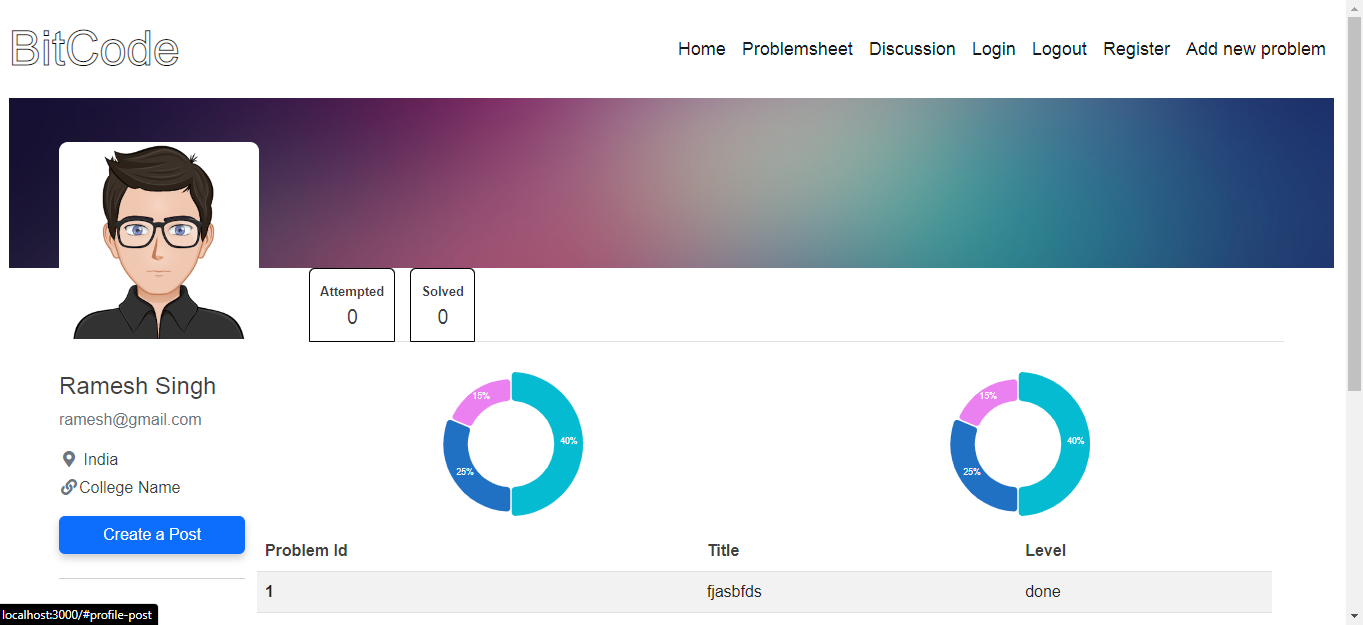 BitCode
Home Problemsheet Discussion Login Logout Register Add new problem
Attempted Solved
0 0
Ramesh Singh
ramesh@gmail.com
India
College Name
Create a Post
15% 40% 25%
15% 40% 25%
Problem Id Title Level
1 fjasbfds done
localhost:3000/#profile-post